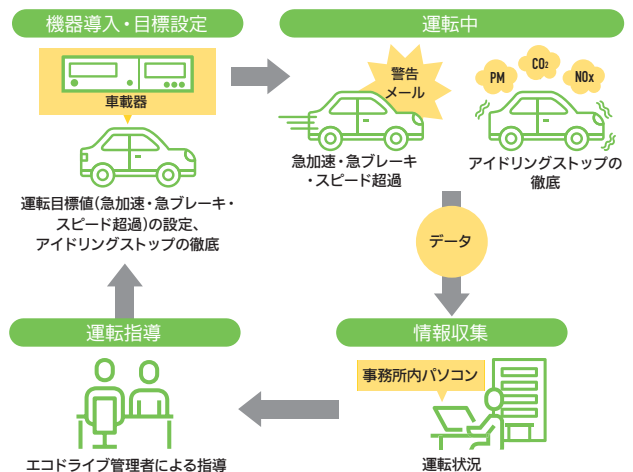 機器導入・目標設定
車載器
運転目標値(急加速・急ブレーキ・
スピード超過)の設定、
アイドリングストップの徹底
運転中
警告
メール
急加速・急ブレーキ
・スピード超過
PM
CO₂
NOx
アイドリングストップの
徹底
データ
情報収集
事務所内パソコン
運転状況
運転指導
エコドライブ管理者による指導